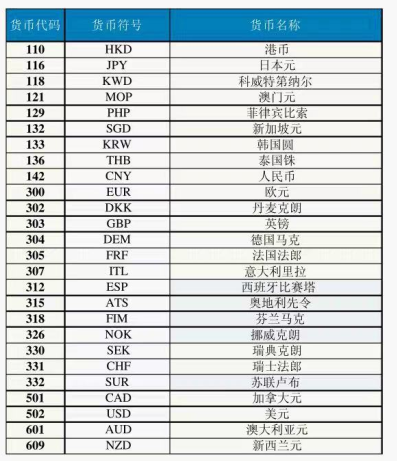 货币代码 货币符号 货币名称
110 HKD 港币
116 JPY 日本元
118 KWD 科威特第纳尔
121 MOP 澳门元
129 PHP 菲律宾比索
132 SGD 新加坡元
133 KRW 韩国圆
136 THB 泰国铢
142 CNY 人民币
300 EUR 欧元
302 DKK 丹麦克朗
303 GBP 英镑
304 DEM 德国马克
305 FRF 法国法郎
307 ITL 意大利里拉
312 ESP 西班牙比赛塔
315 ATS 奥地利先令
318 FIM 芬兰马克
326 NOK 挪威克朗
330 SEK 瑞典克朗
331 CHF 瑞士法郎
332 SUR 苏联卢布
501 CAD 加拿大元
502 USD 美元
601 AUD 澳大利亚元
609 NZD 新西兰元